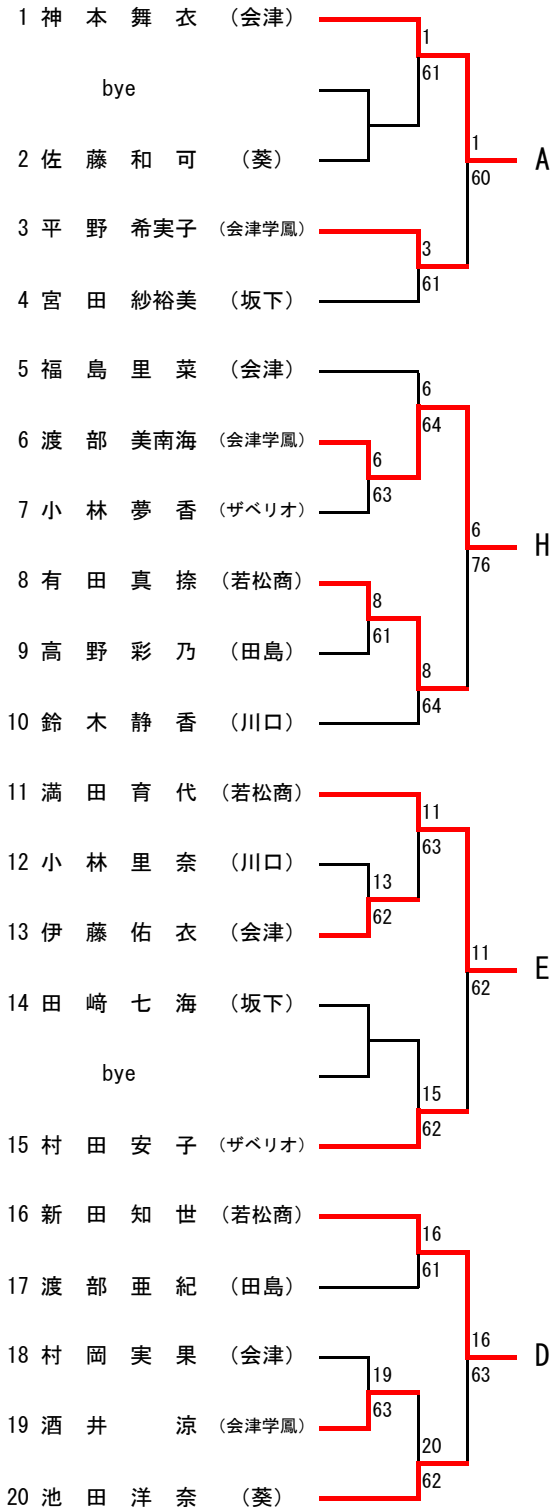 1 神 本 舞 衣 （会津）
1
61
bye
1
A
2 佐 藤 和 可 （葵）
60
3 平 野 希実子 （会津学鳳）
3
61
4 宮 田 紗裕美 （坂下）
5 福 島 里 菜 （会津）
6
64
6 渡 部 美南海 （会津学鳳）
6
63
7 小 林 夢 香 （ザベリオ）
6
H
76
8 有 田 真 捺 （若松商）
8
61
9 高 野 彩 乃 （田島）
8
64
10 鈴 木 静 香 （川口）
11 満 田 育 代 （若松商）
11
63
12 小 林 里 奈 （川口）
13
62
13 伊 藤 佑 衣 （会津）
11
E
62
14 田 﨑 七 海 （坂下）
bye
15
62
15 村 田 安 子 （ザベリオ）
16 新 田 知 世 （若松商）
16
61
17 渡 部 亜 紀 （田島）
16
D
63
18 村 岡 実 果 （会津）
19
63
19 酒 井 涼 （会津学鳳）
20
62
20 池 田 洋 奈 （葵）